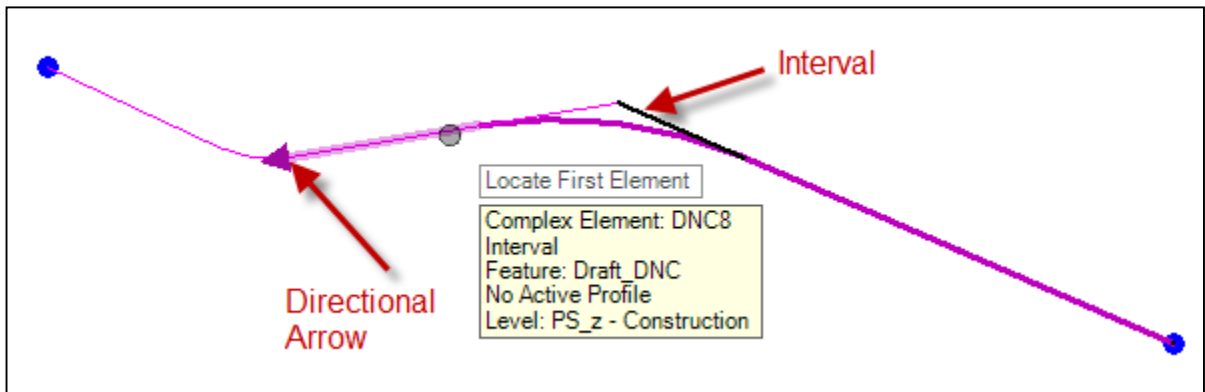 Interval
Locate First Element
Complex Element: DNC8
Interval
Feature: Draft_DNC
No Active Profile
Level: PS_z - Construction
Directional
Arrow